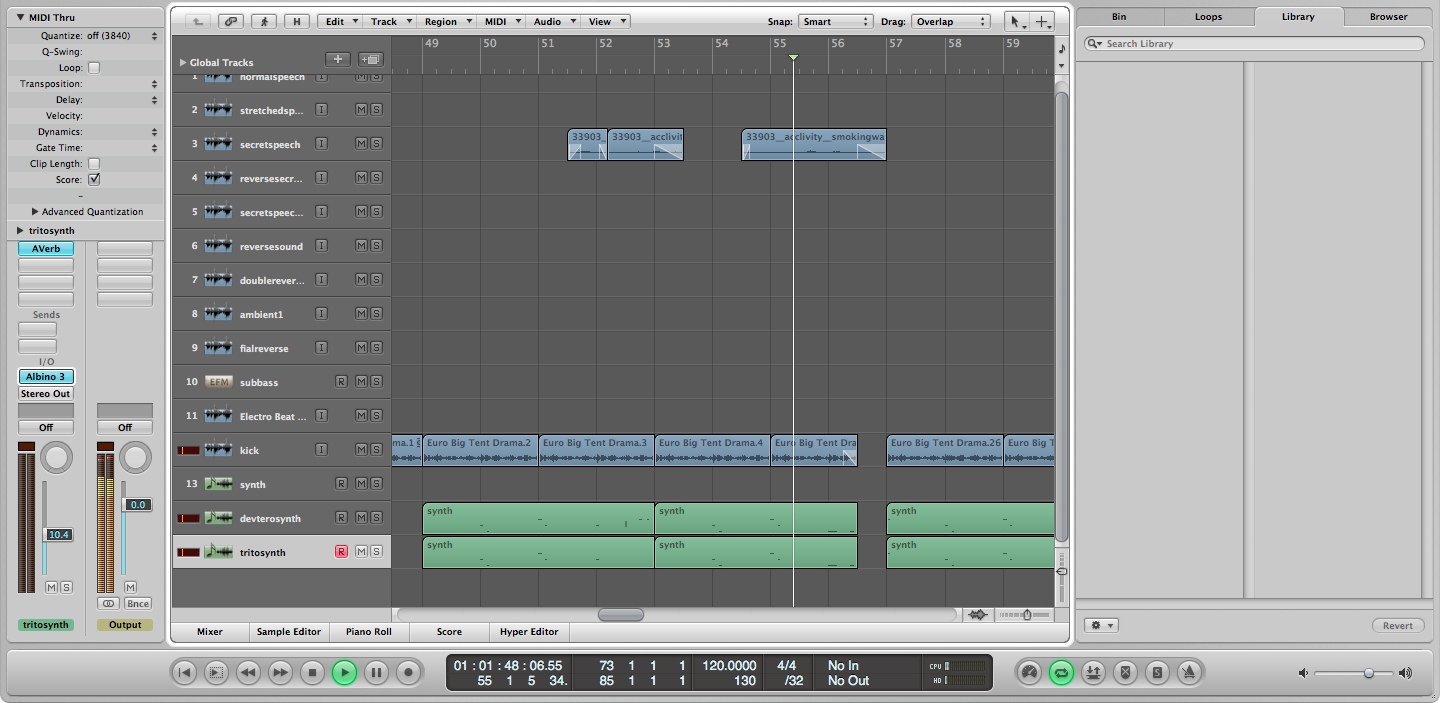 MIDI Thru
Quantize: off (3840)
Q-Swing:
Loop:
Transposition:
Delay:
Velocity:
Dynamics:
Gate Time:
Clip Length:
Score:
–
Advanced Quantization
tritosynth
AVerb
Sends
I/O
Albino 3
Stereo Out
Off Off
0.0
10.4
M S M
Bnce
tritosynth Output
H Edit Track Region MIDI Audio View Snap: Smart Drag: Overlap
49 50 51 52 53 54 55 56 57 58 59
Global Tracks
1 normalspeech I M S
2 stretchedsp... I M S
3 secretspeech I M S
33903_ 33903__acclivit 33903__acclivity__smokingwa
4 reversesecr... I M S
5 secretspeec... I M S
6 reversesound I M S
7 doublerever... I M S
8 ambient1 I M S
9 fialreverse I M S
10 EFM subbass R M S
11 Electro Beat ... I M S
kick I M S
ma.1 Euro Big Tent Drama.2 Euro Big Tent Drama.3 Euro Big Tent Drama.4 Euro Big Tent Dra Euro Big Tent Drama.26 Euro Big T
13 synth R M S
devterosynth R M S
synth synth synth
tritosynth R M S
synth synth synth
Mixer Sample Editor Piano Roll Score Hyper Editor
Bin Loops Library Browser
Search Library
Revert
01 : 01 : 48 : 06.55 73 1 1 1 120.0000 4/4 No In CPU
55 1 5 34. 85 1 1 1 130 /32 No Out HD
S